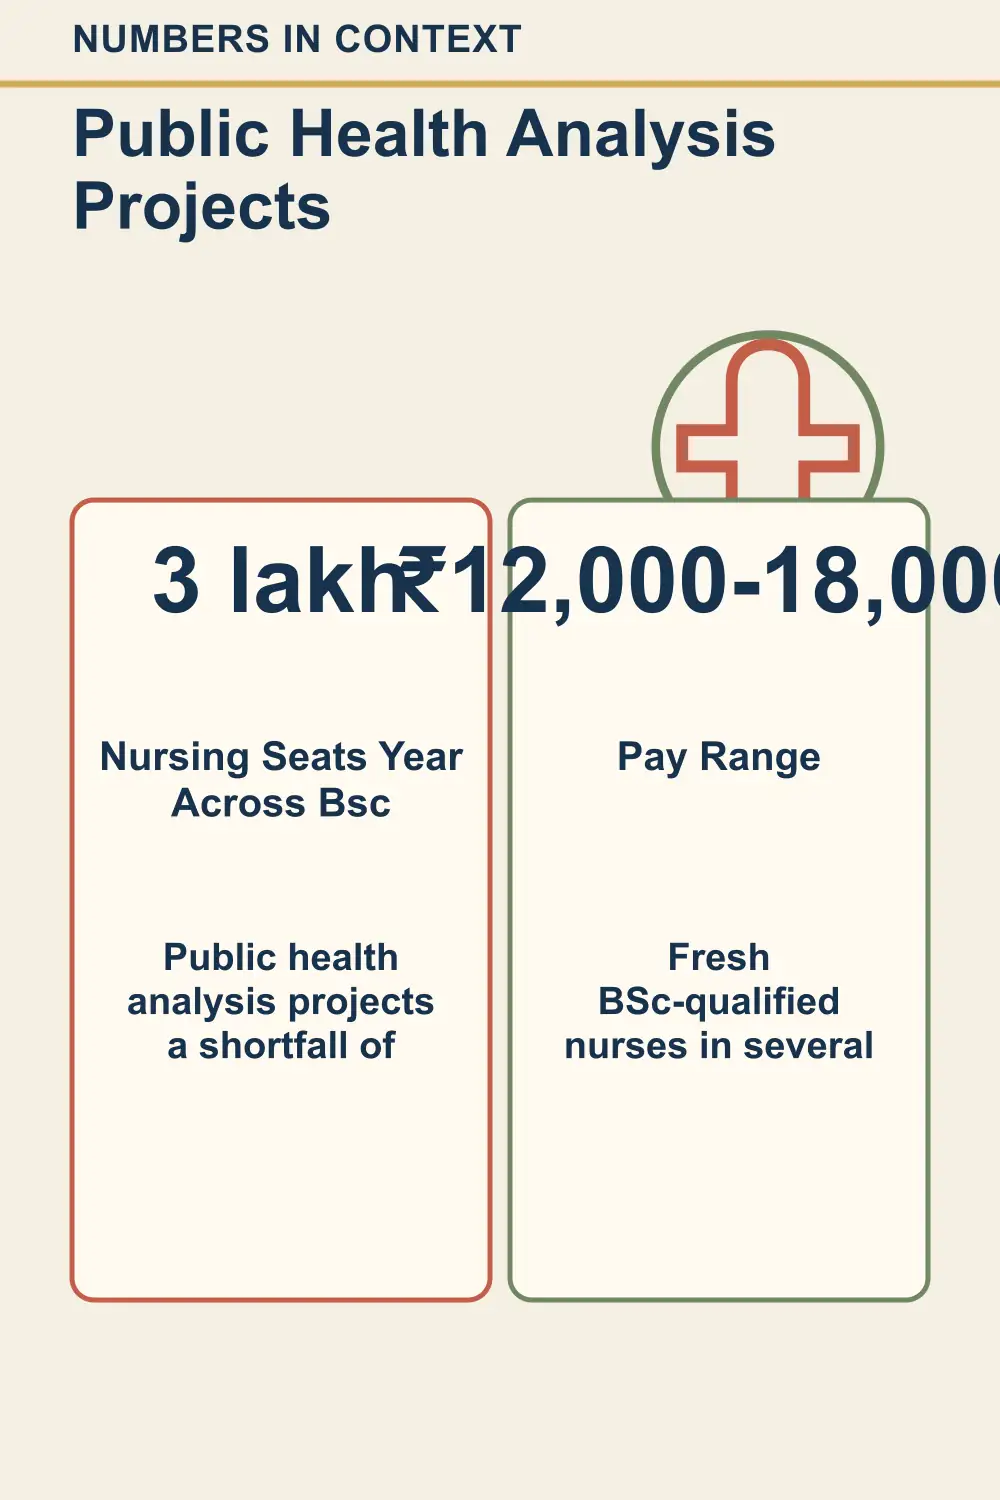 NUMBERS IN CONTEXT
Public Health Analysis
Projects
3 lakh
₹12,000-18,000
Nursing Seats Year
Across Bsc
Pay Range
Public health
analysis projects
a shortfall of
Fresh
BSc-qualified
nurses in several